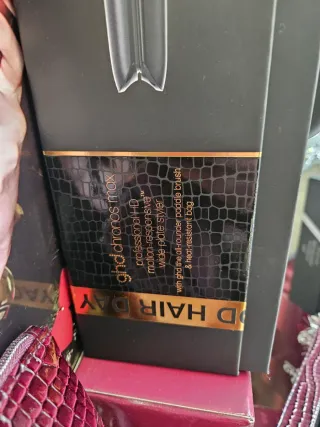 ghd chronos max
professional HD
motion-responsive™
wide plate styler
with ghd the all-rounder paddle brush
& heat-resistant bag
D HAIR DAY